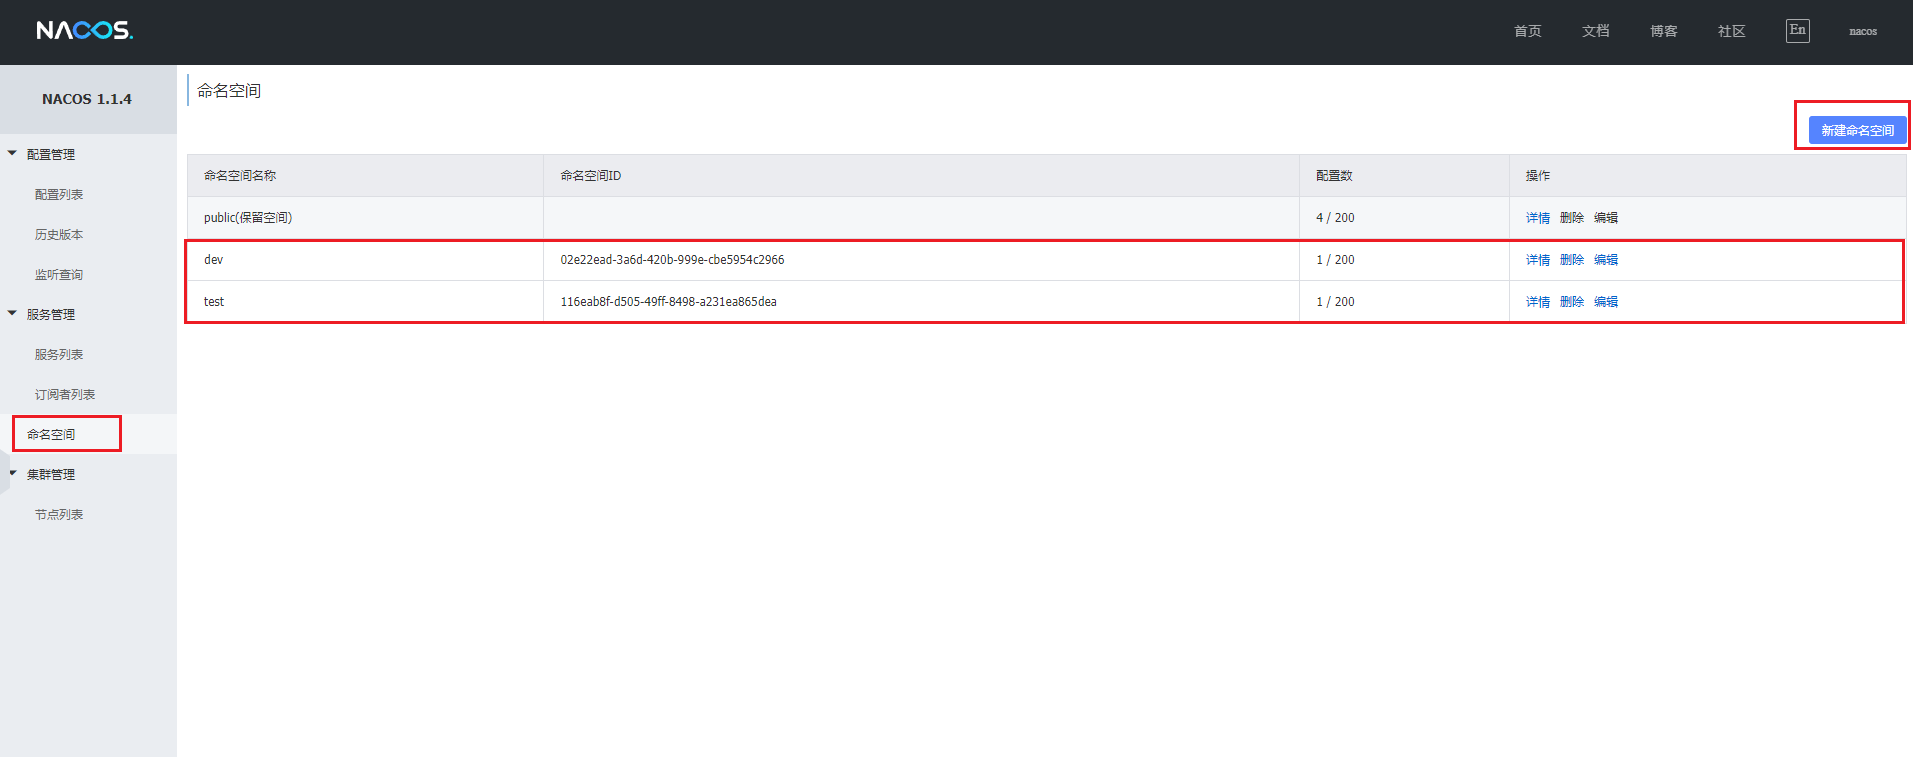 NACOS.
首页 文档 博客 社区 En nacos
NACOS 1.1.4
配置管理
配置列表
历史版本
监听查询
服务管理
服务列表
订阅者列表
命名空间
集群管理
节点列表
命名空间
新建命名空间
命名空间名称 命名空间ID 配置数 操作
public(保留空间) 4 / 200 详情 删除 编辑
dev 02e22ead-3a6d-420b-999e-cbe5954c2966 1 / 200 详情 删除 编辑
test 116eab8f-d505-49ff-8498-a231ea865dea 1 / 200 详情 删除 编辑